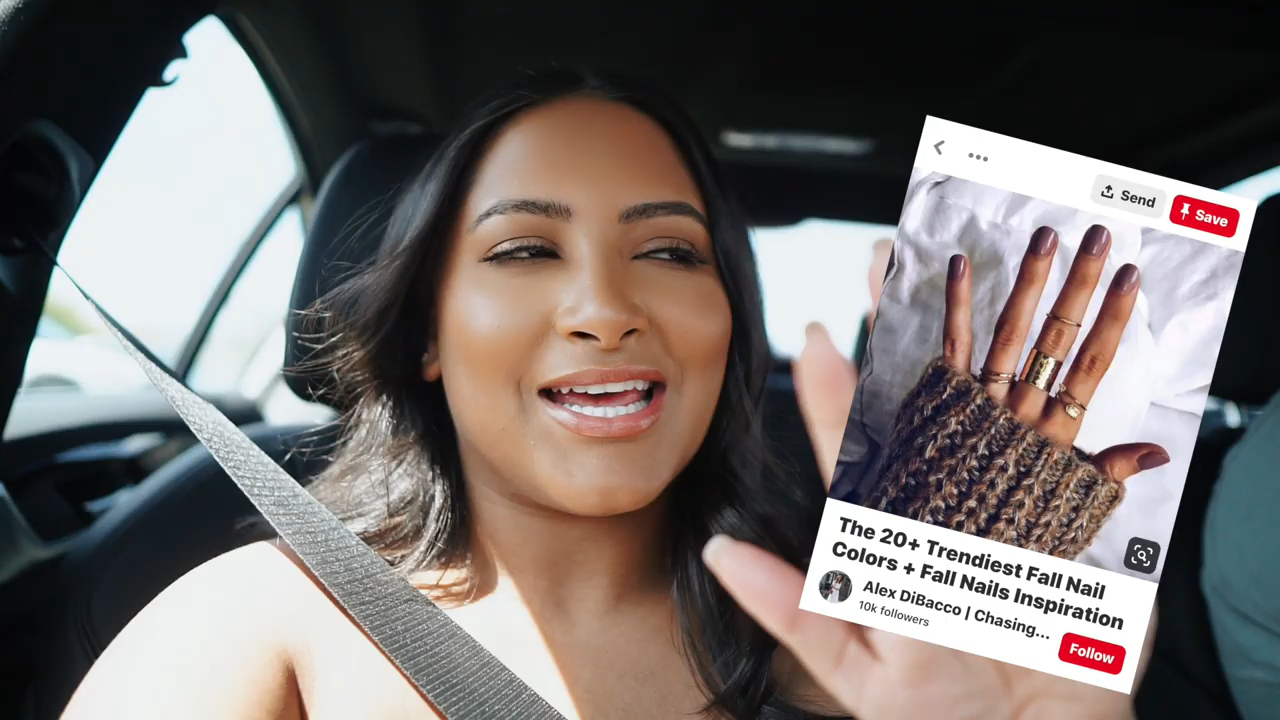 Send
Save
The 20+ Trendiest Fall Nail
Colors + Fall Nails Inspiration
Alex DiBacco | Chasing...
10k followers
Follow